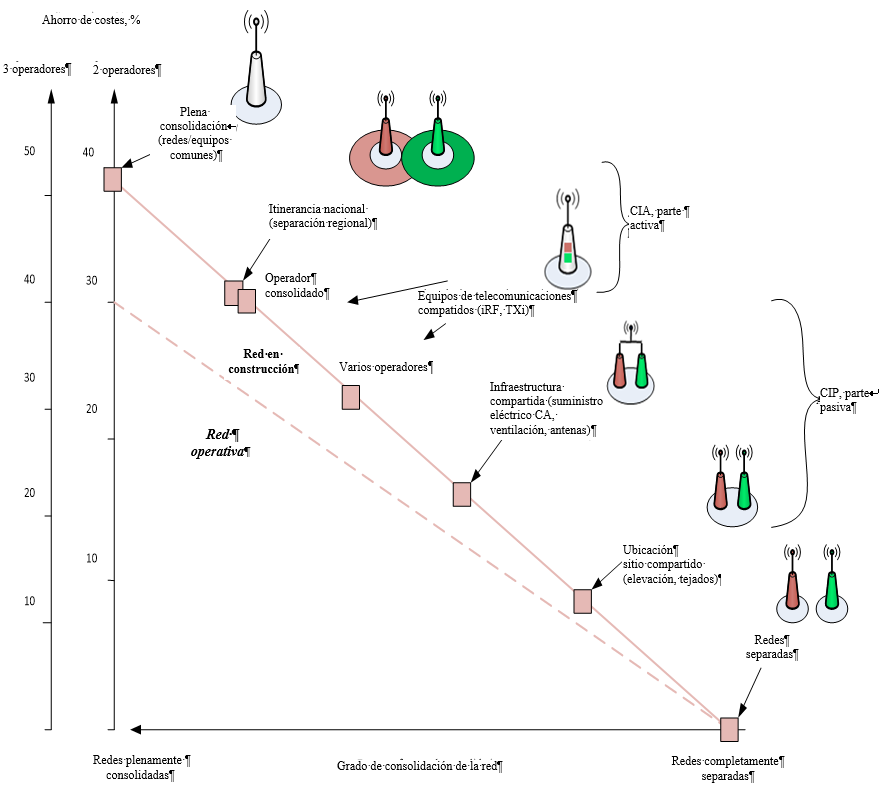 Ahorro de costes, %
3 operadores¶
2 operadores¶
Plena
consolidación
(redes/equipos
comunes)¶
50
40
Itinerancia nacional
(separación regional)¶
CIA, parte ¶
activa¶
40
30
Operador¶
consolidado¶
Equipos de telecomunicaciones¶
compatidos (iRF, TXi)¶
Red en
construcción¶
Varios operadores¶
30
20
Infraestructura
compartida (suministro
eléctrico CA,
ventilación, antenas)¶
CIP, parte
pasiva¶
Red ¶
operativa¶
20
10
Ubicación¶
sitio compartido
(elevación, tejados)¶
10
Redes¶
separadas¶
Redes plenamente ¶
consolidadas¶
Grado de consolidación de la red¶
Redes completamente¶
separadas¶